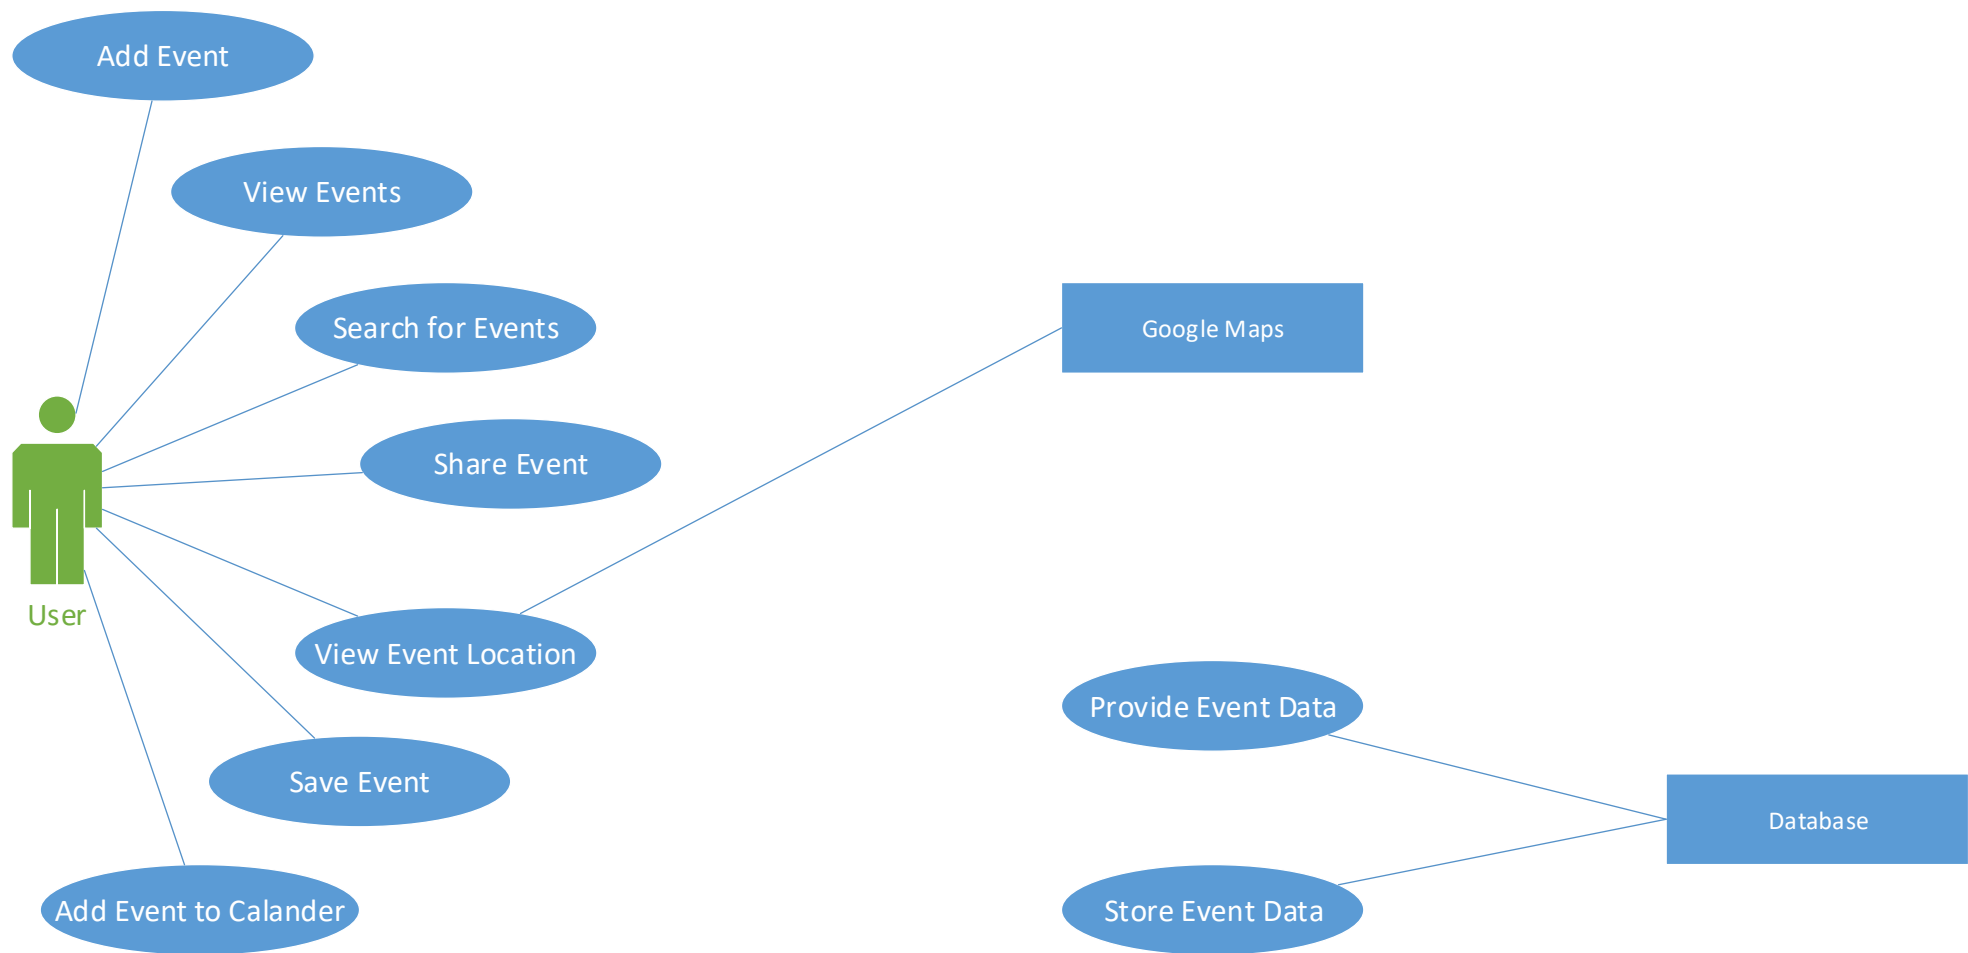 Add Event
View Events
Search for Events
Google Maps
Share Event
User
View Event Location
Provide Event Data
Save Event
Database
Add Event to Calander
Store Event Data